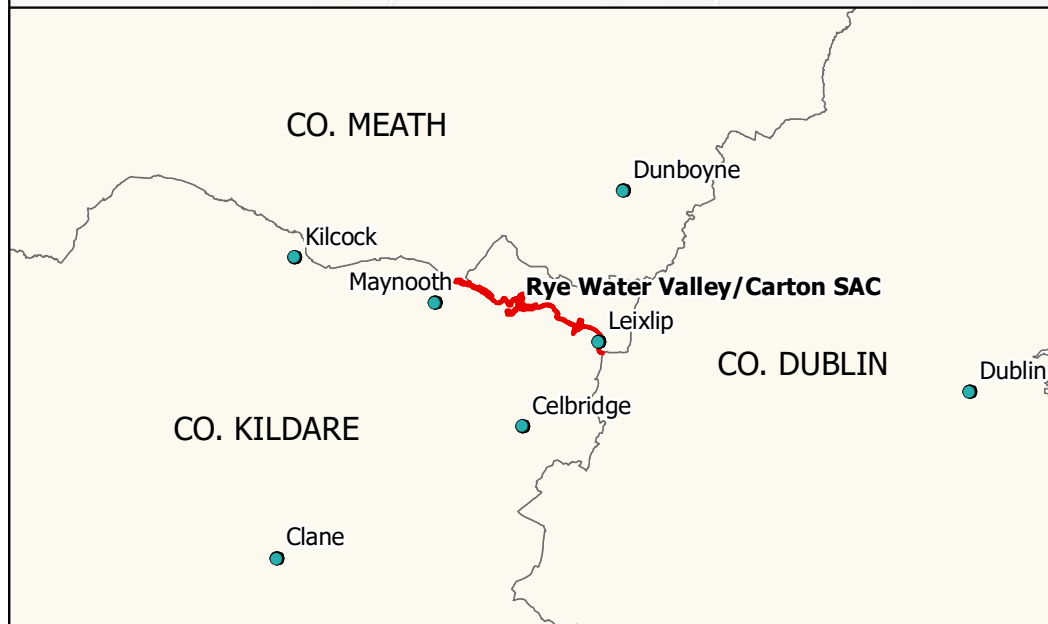 CO. MEATH
Dunboyne
Kilcock
Maynooth
Rye Water Valley/Carton SAC
Leixlip
CO. DUBLIN
Dublin
Celbridge
CO. KILDARE
Clane